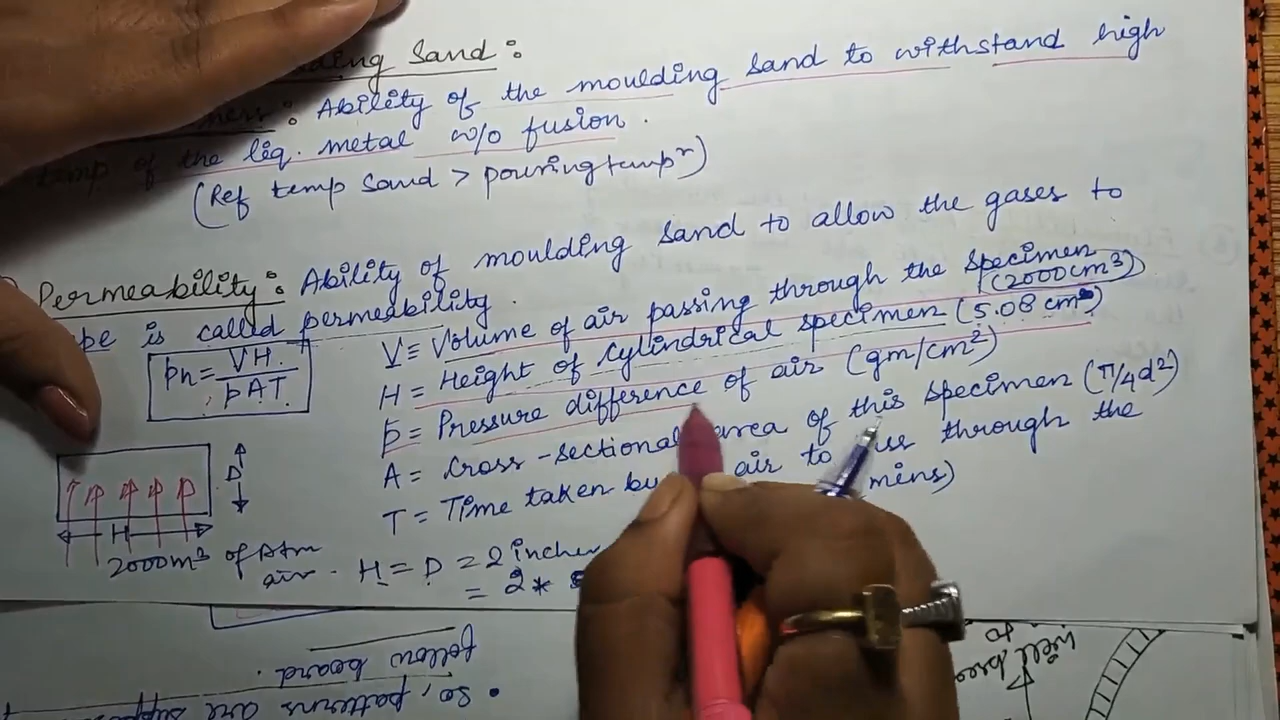 Sand :
: Ability of the moulding sand to withstand high
temp of the liq. metal w/o fusion .
(Ref temp sand > pouring tempr)
Permeability : Ability of moulding sand to allow the gases to
is called permeability .
Pn = VH / PAT
V = Volume of air passing through the specimen (2000cm³)
H = Height of cylindrical specimen (5.08 cm)
p = Pressure difference of air (gm/cm²)
A = Cross-sectional area of this specimen (π/4d²)
T = Time taken by air to through the
mins)
D
H
2000m³ of Atm
air . H = D = 2 inches
= 2 *
follow board .
• So, patterns are
well
to